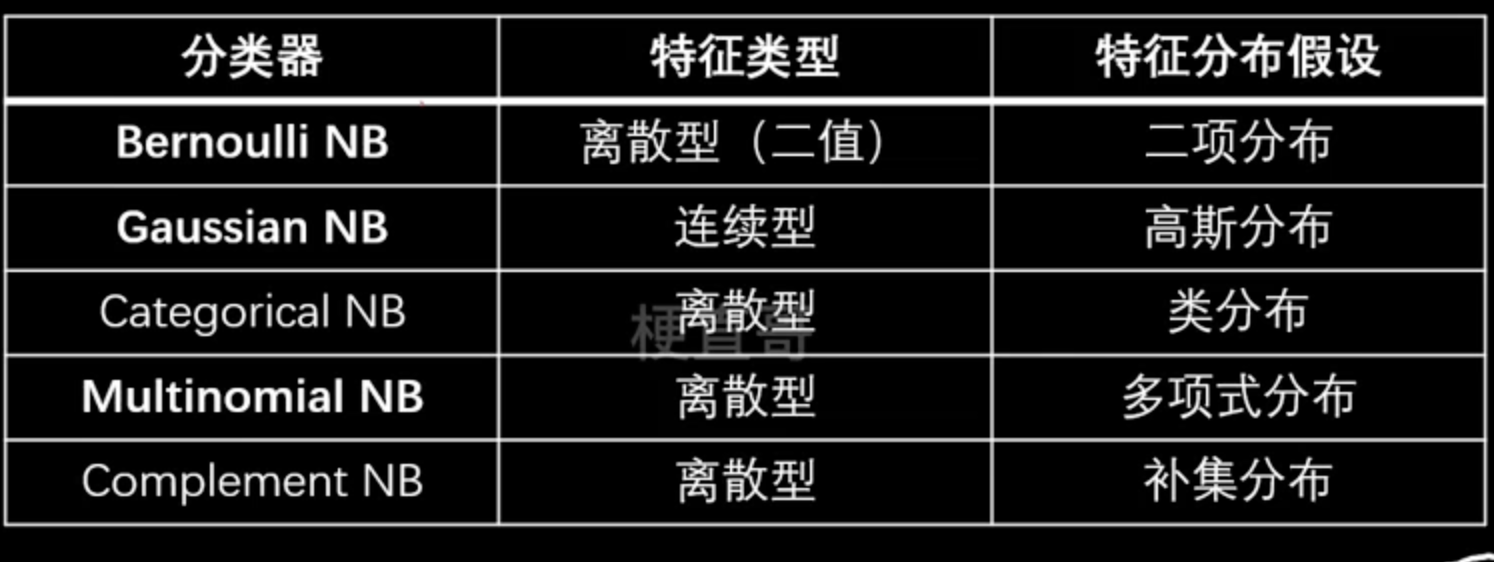 分类器 特征类型 特征分布假设
Bernoulli NB 离散型（二值） 二项分布
Gaussian NB 连续型 高斯分布
Categorical NB 离散型 类分布
梗直哥
Multinomial NB 离散型 多项式分布
Complement NB 离散型 补集分布